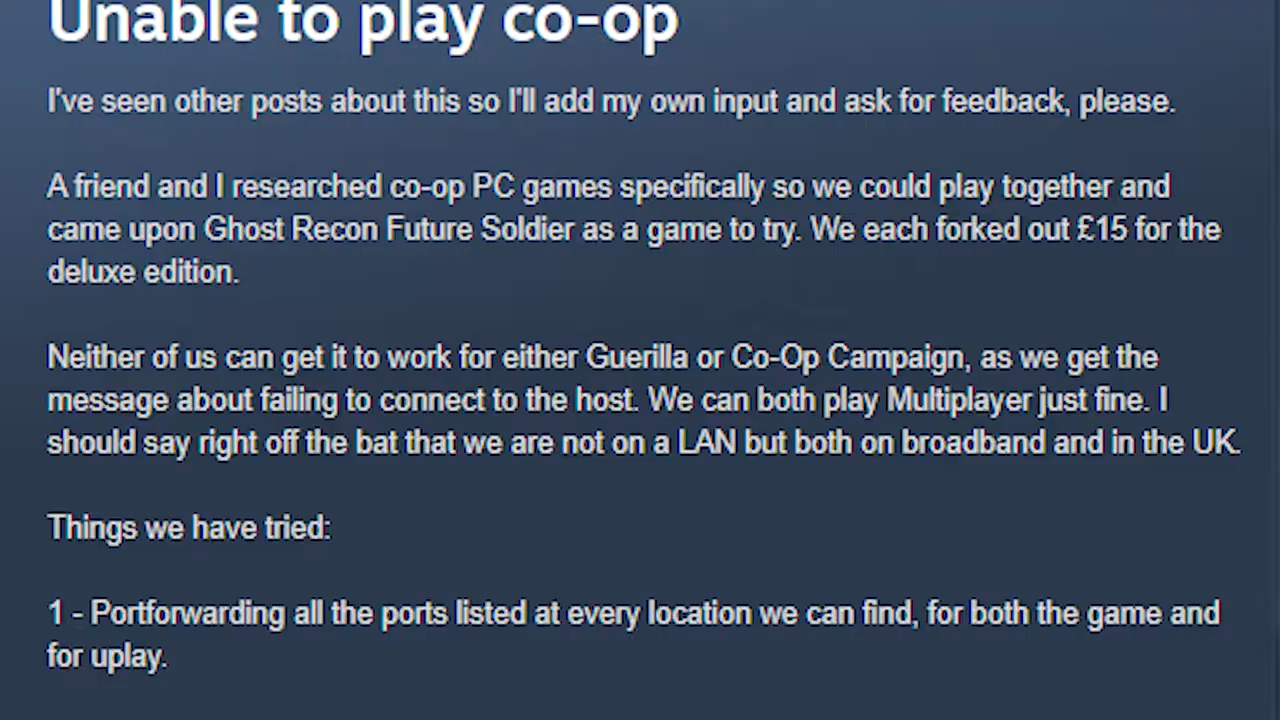 Unable to play co-op
I've seen other posts about this so I'll add my own input and ask for feedback, please.
A friend and I researched co-op PC games specifically so we could play together and
came upon Ghost Recon Future Soldier as a game to try. We each forked out £15 for the
deluxe edition.
Neither of us can get it to work for either Guerilla or Co-Op Campaign, as we get the
message about failing to connect to the host. We can both play Multiplayer just fine. I
should say right off the bat that we are not on a LAN but both on broadband and in the UK.
Things we have tried:
1 - Portforwarding all the ports listed at every location we can find, for both the game and
for uplay.